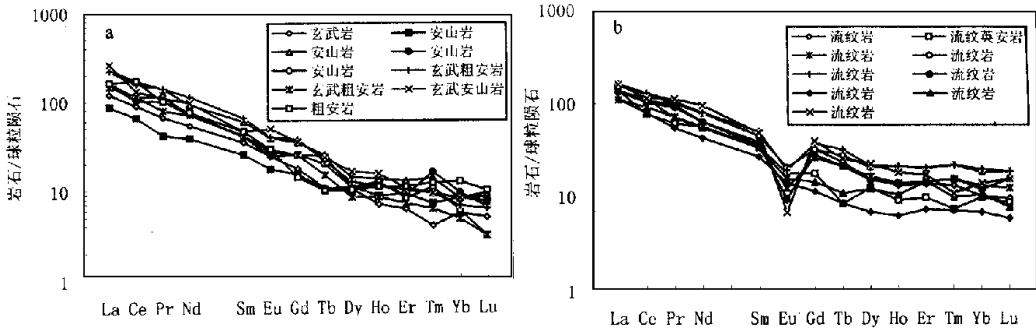 1000
100
10
1
岩石/球粒陨石
a
玄武岩
安山岩
安山岩
安山岩
安山岩
玄武粗安岩
玄武粗安岩
玄武安山岩
粗安岩
La Ce Pr Nd Sm Eu Gd Tb Dy Ho Er Tm Yb Lu
1000
100
10
1
岩石/球粒陨石
b
流纹岩
流纹英安岩
流纹岩
流纹岩
流纹岩
流纹岩
流纹岩
流纹岩
流纹岩
La Ce Pr Nd Sm Eu Gd Tb Dy Ho Er Tm Yb Lu